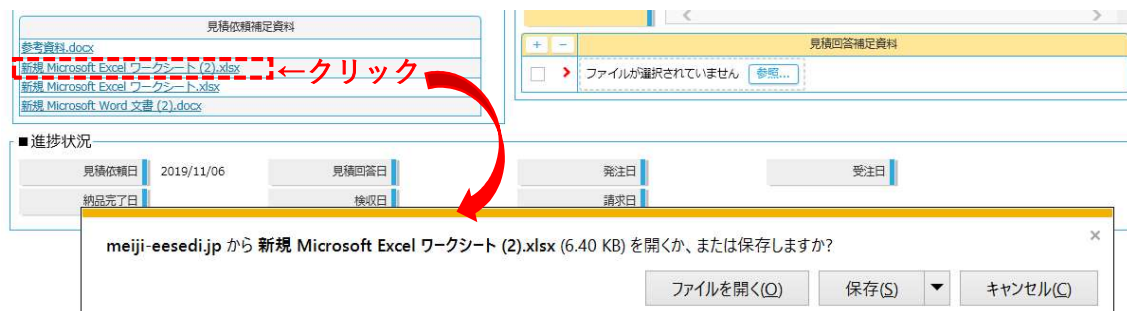 見積依頼補足資料
参考資料.docx
新規 Microsoft Excel ワークシート (2).xlsx
新規 Microsoft Excel ワークシート.xlsx
新規 Microsoft Word 文書 (2).docx
←クリック
+ − 見積回答補足資料
ファイルが選択されていません 参照...
■進捗状況
見積依頼日 2019/11/06 見積回答日 発注日 受注日
納品完了日 検収日 請求日
meiji-eesedi.jp から 新規 Microsoft Excel ワークシート (2).xlsx (6.40 KB) を開くか、または保存しますか?
ファイルを開く(O) 保存(S) キャンセル(C)